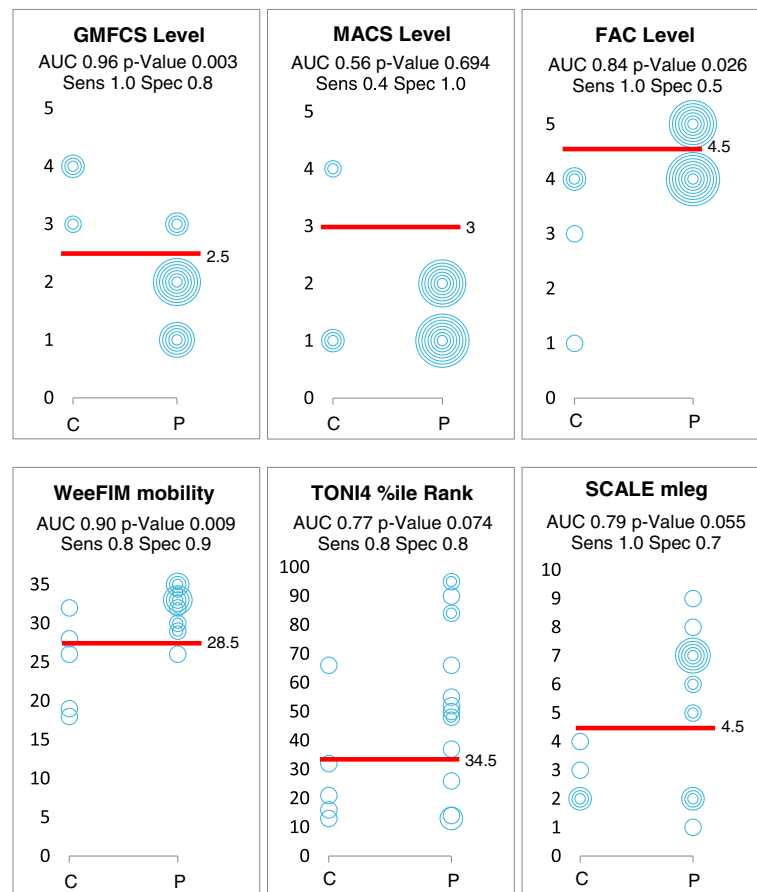 GMFCS Level
AUC 0.96 p-Value 0.003
Sens 1.0 Spec 0.8
5
4
3
2.5
2
1
0
C P
MACS Level
AUC 0.56 p-Value 0.694
Sens 0.4 Spec 1.0
5
4
3
3
2
1
0
C P
FAC Level
AUC 0.84 p-Value 0.026
Sens 1.0 Spec 0.5
5
4.5
4
3
2
1
0
C P
WeeFIM mobility
AUC 0.90 p-Value 0.009
Sens 0.8 Spec 0.9
35
30
28.5
25
20
15
10
5
0
C P
TONI4 %ile Rank
AUC 0.77 p-Value 0.074
Sens 0.8 Spec 0.8
100
90
80
70
60
50
40
34.5
30
20
10
0
C P
SCALE mleg
AUC 0.79 p-Value 0.055
Sens 1.0 Spec 0.7
10
9
8
7
6
5
4.5
4
3
2
1
0
C P